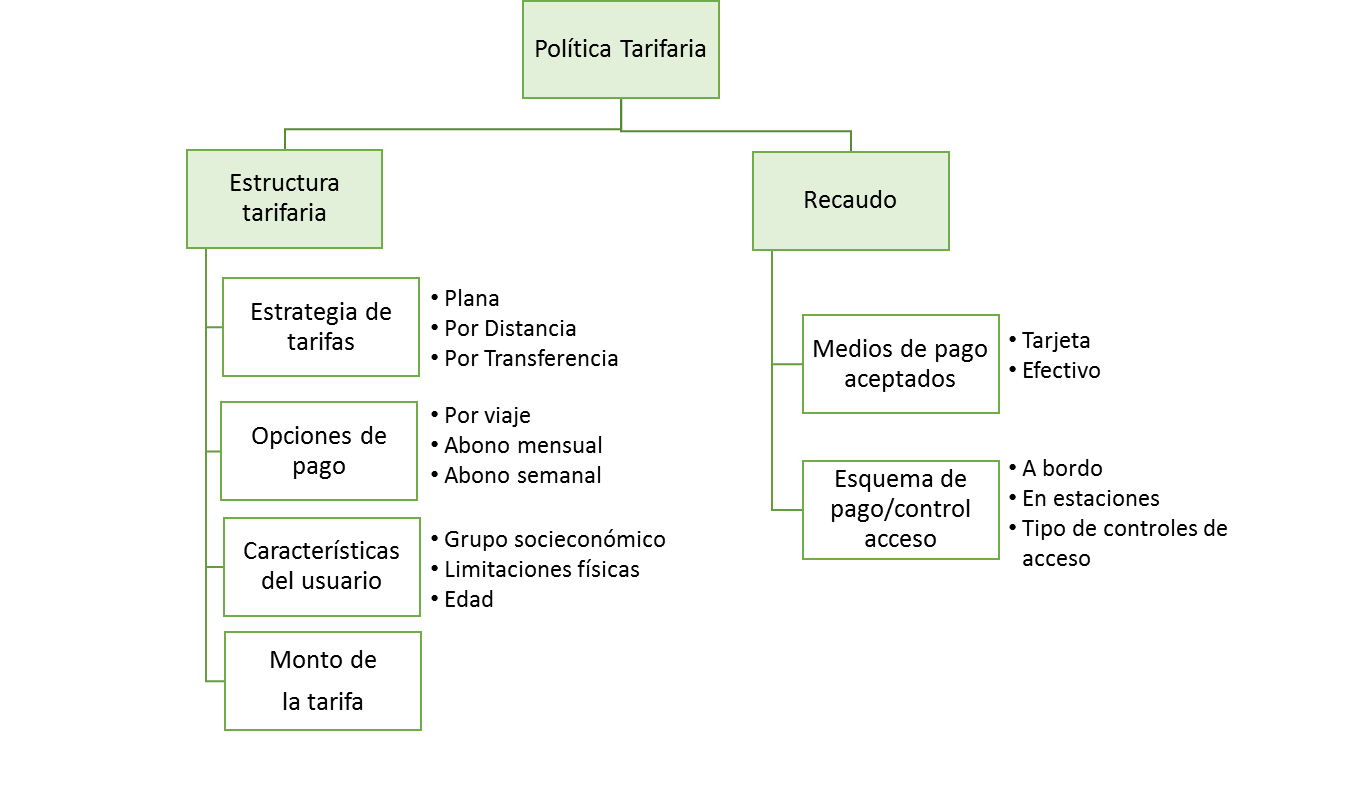 Política Tarifaria
Estructura
tarifaria
Estrategia de
tarifas
• Plana
• Por Distancia
• Por Transferencia
Opciones de
pago
• Por viaje
• Abono mensual
• Abono semanal
Características
del usuario
• Grupo socieconómico
• Limitaciones físicas
• Edad
Monto de
la tarifa
Recaudo
Medios de pago
aceptados
• Tarjeta
• Efectivo
Esquema de
pago/control
acceso
• A bordo
• En estaciones
• Tipo de controles de
acceso